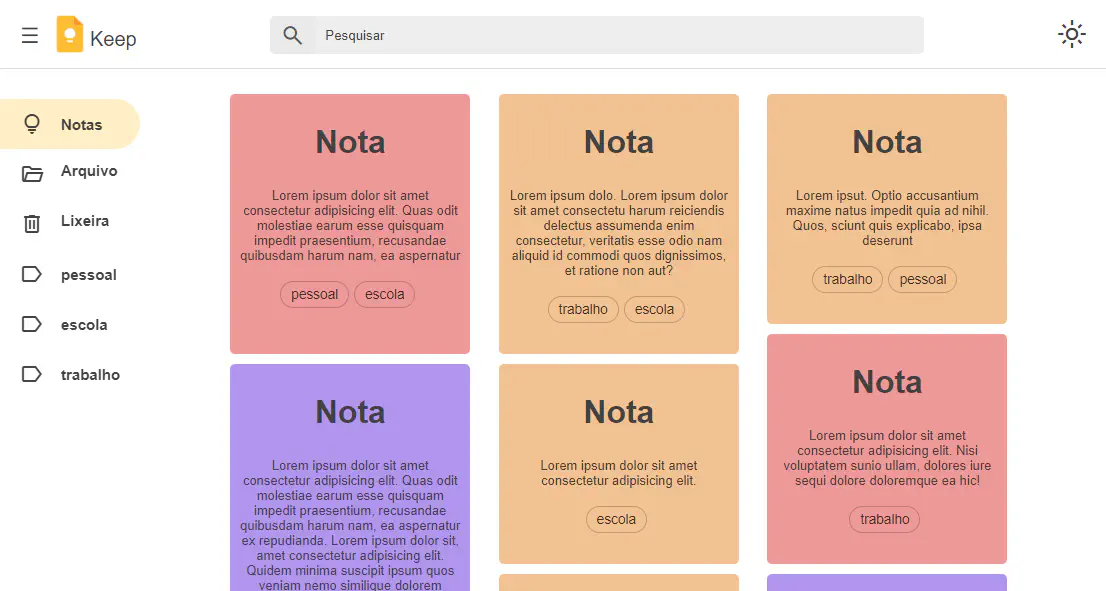 Keep
Pesquisar
Notas
Arquivo
Lixeira
pessoal
escola
trabalho
Nota
Lorem ipsum dolor sit amet
consectetur adipisicing elit. Quas odit
molestiae earum esse quisquam
impedit praesentium, recusandae
quibusdam harum nam, ea aspernatur
pessoal escola
Nota
Lorem ipsum dolor sit amet
consectetur adipisicing elit. Quas odit
molestiae earum esse quisquam
impedit praesentium, recusandae
quibusdam harum nam, ea aspernatur
ex repudianda. Lorem ipsum dolor sit,
amet consectetur adipisicing elit.
Quidem minima suscipit ipsum quos
veniam nemo similique dolorem
Nota
Lorem ipsum dolo. Lorem ipsum dolor
sit amet consectetu harum reiciendis
delectus assumenda enim
consectetur, veritatis esse odio nam
aliquid id commodi quos dignissimos,
et ratione non aut?
trabalho escola
Nota
Lorem ipsum dolor sit amet
consectetur adipisicing elit.
escola
Nota
Lorem ipsut. Optio accusantium
maxime natus impedit quia ad nihil.
Quos, sciunt quis explicabo, ipsa
deserunt
trabalho pessoal
Nota
Lorem ipsum dolor sit amet
consectetur adipisicing elit. Nisi
voluptatem sunio ullam, dolores iure
sequi dolore doloremque ea hic!
trabalho